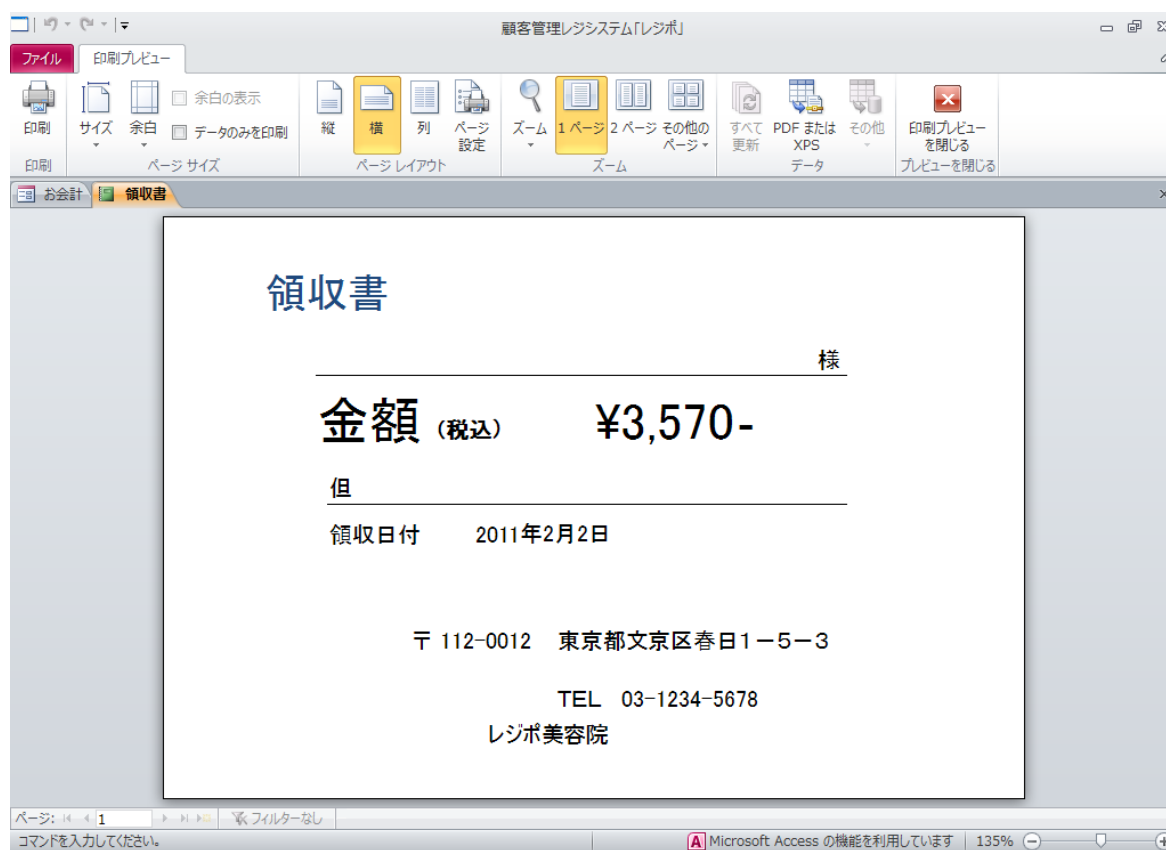 顧客管理レジシステム「レジポ」
ファイル 印刷プレビュー
印刷 サイズ 余白 余白の表示 データのみを印刷 縦 横 列 ページ設定 ズーム 1 ページ 2 ページ その他のページ すべて更新 PDF または XPS その他 印刷プレビューを閉じる
印刷 ページ サイズ ページ レイアウト ズーム データ プレビューを閉じる
お会計 領収書
領収書
様
金額 (税込) ¥3,570-
但
領収日付 2011年2月2日
〒 112-0012 東京都文京区春日1-5-3
TEL 03-1234-5678
レジポ美容院
ページ: 1 フィルターなし
コマンドを入力してください。 Microsoft Access の機能を利用しています 135%